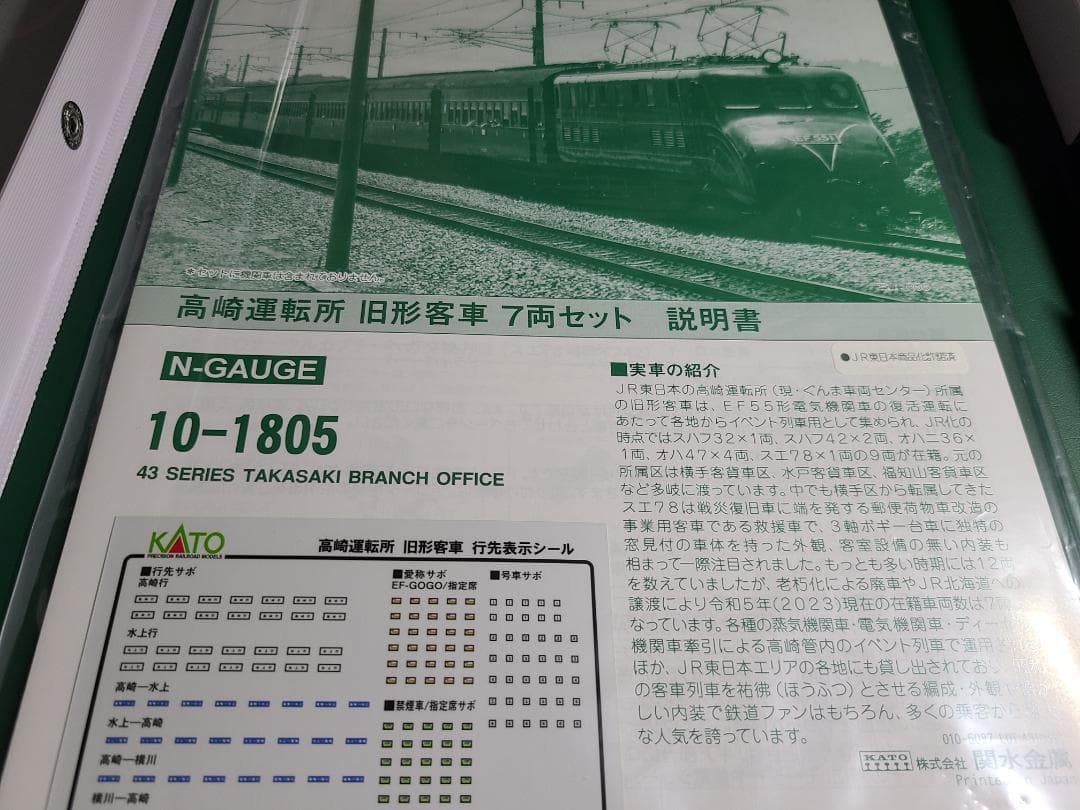 *セットに機関車は含まれておりません。
高崎運転所 旧形客車 7両セット 説明書
N-GAUGE
10-1805
43 SERIES TAKASAKI BRANCH OFFICE
●JR東日本商品化許諾済
■実車の紹介
JR東日本の高崎運転所(現・ぐんま車両センター)所属
の旧形客車は、EF55形電気機関車の復活運転に
あたって各地からイベント列車用として集められ、JR化の
時点ではスハフ32×1両、スハフ42×2両、オハニ36×
1両、オハ47×4両、スエ78×1両の9両が在籍。元の
所属区は横手客貨車区、水戸客貨車区、福知山客貨車区
など多岐に渡っています。中でも横手区から転属してきた
スエ78は戦災復旧車に端を発する郵便荷物車改造の
事業用客車である救援車で、3軸ボギー台車に独特の
窓見付の車体を持った外観、客室設備の無い内装も
相まって一際注目されました。もっとも多い時期には12両
を数えていましたが、老朽化による廃車やJR北海道への
譲渡により令和5年(2023)現在の在籍車両数は7両
なっています。各種の蒸気機関車・電気機関車・ディー
機関車牽引による高崎管内のイベント列車で運用
ほか、JR東日本エリアの各地にも貸し出されてお
の客車列車を祐彿(ほうふつ)とさせる編成・外観
しい内装で鉄道ファンはもちろん、多くの乗客から
な人気を誇っています。
KATO 株式会社 関水金属
Printed in Japan
KATO
PRECISION RAILROAD MODELS
高崎運転所 旧形客車 行先表示シール
■行先サボ
高崎行
水上行
高崎―水上
水上―高崎
高崎―横川
横川―高崎
■愛称サボ
EF-GOGO/指定席
■禁煙車/指定席サボ
■号車サボ